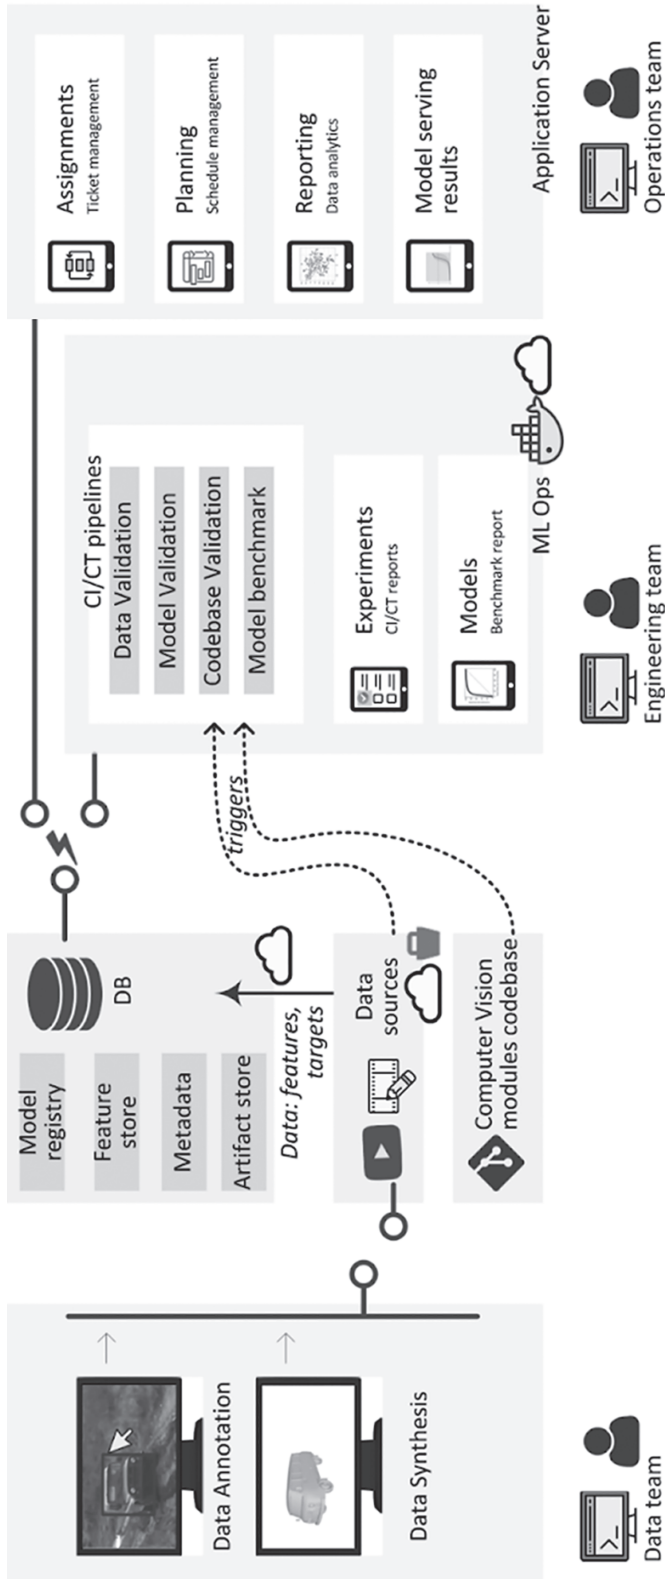 Data Annotation
Data Synthesis
Data team
Model
registry
Feature
store
Metadata
Artifact store
DB
Data: features,
targets
Data
sources
Computer Vision
modules codebase
triggers
CI/CT pipelines
Data Validation
Model Validation
Codebase Validation
Model benchmark
Experiments
CI/CT reports
Models
Benchmark report
ML Ops
Engineering team
Assignments
Ticket management
Planning
Schedule management
Reporting
Data analytics
Model serving
results
Application Server
Operations team